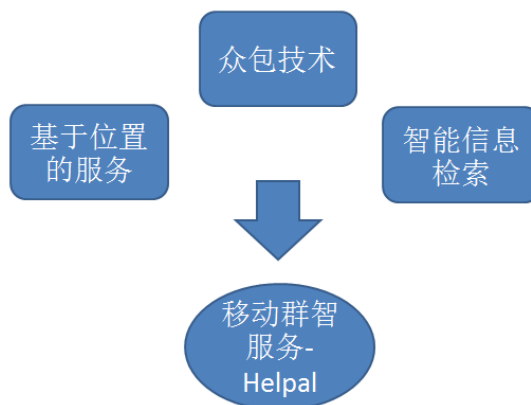 众包技术
基于位置
的服务
智能信息
检索
移动群智
服务-
Helpal